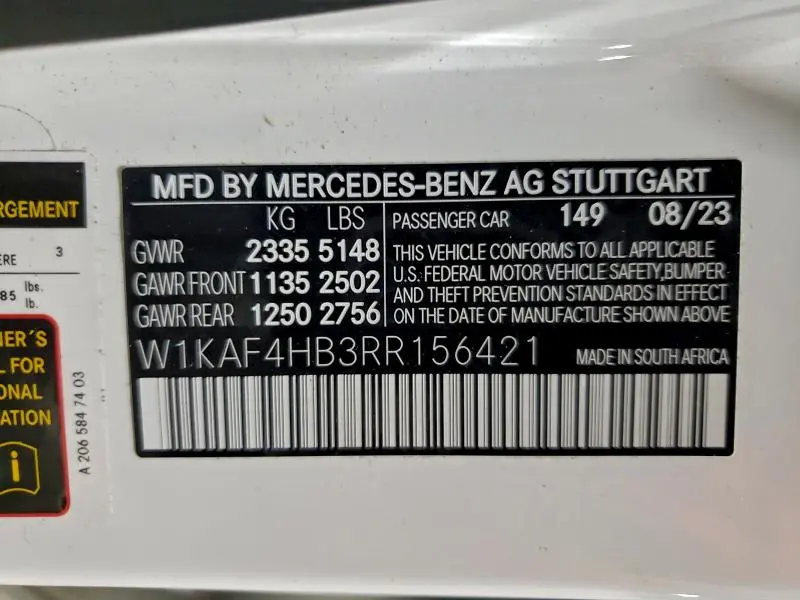 MFD BY MERCEDES-BENZ AG STUTTGART
KG LBS
GVWR 2335 5148
GAWR FRONT 1135 2502
GAWR REAR 1250 2756
PASSENGER CAR 149 08/23
THIS VEHICLE CONFORMS TO ALL APPLICABLE
U.S. FEDERAL MOTOR VEHICLE SAFETY,BUMPER
AND THEFT PREVENTION STANDARDS IN EFFECT
ON THE DATE OF MANUFACTURE SHOWN ABOVE
W1KAF4HB3RR156421 MADE IN SOUTH AFRICA
RGEMENT
ERE 3
85 lbs.
lb.
NER´S
L FOR
ONAL
ATION
i
A 206 584 74 03